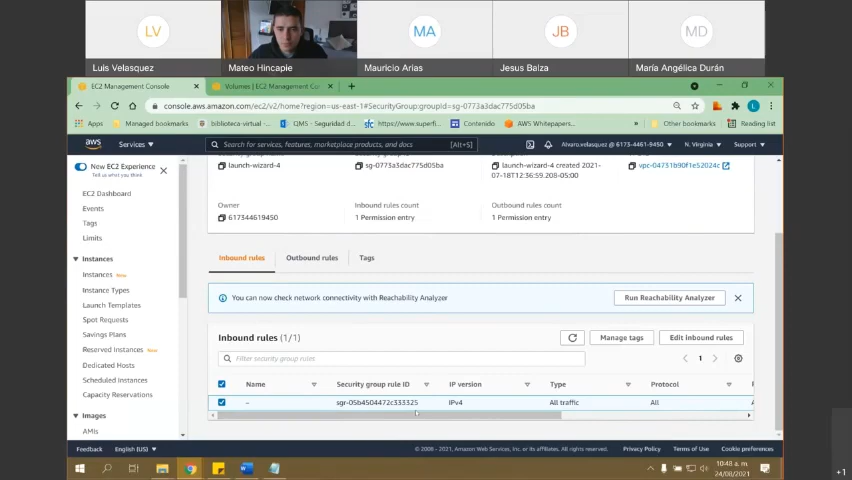 LV
MA
JB
MD
Luis Velasquez
Mateo Hincapie
Mauricio Arias
Jesus Balza
María Angélica Durán
EC2 Management Console
Volumes | EC2 Management Con
console.aws.amazon.com/ec2/v2/home?region=us-east-1#SecurityGroup:groupId=sg-0773a3dac775d05ba
Apps
Managed bookmarks
biblioteca-virtual-...
QMS - Seguridad d...
https://www.superfi...
Contenido
AWS Whitepapers...
»
Other bookmarks
Reading list
aws
Services
Search for services, features, marketplace products, and docs
[Alt+S]
Alvaro.velasquez @ 6173-4461-9450
N. Virginia
Support
New EC2 Experience
Tell us what you think
EC2 Dashboard
Events
Tags
Limits
Instances
Instances New
Instance Types
Launch Templates
Spot Requests
Savings Plans
Reserved Instances New
Dedicated Hosts
Scheduled Instances
Capacity Reservations
Images
AMIs
launch-wizard-4
sg-0773a3dac775d05ba
launch-wizard-4 created 2021-
07-18T12:36:59.208-05:00
vpc-04731b90f1e52024c
Owner
617344619450
Inbound rules count
1 Permission entry
Outbound rules count
1 Permission entry
Inbound rules
Outbound rules
Tags
You can now check network connectivity with Reachability Analyzer
Run Reachability Analyzer
Inbound rules (1/1)
Manage tags
Edit inbound rules
Filter security group rules
1
Name
Security group rule ID
IP version
Type
Protocol
–
sgr-05b4504472c333325
IPv4
All traffic
All
Feedback
English (US)
© 2008 - 2021, Amazon Web Services, Inc. or its affiliates. All rights reserved.
Privacy Policy
Terms of Use
Cookie preferences
10:48 a. m.
24/08/2021
+1